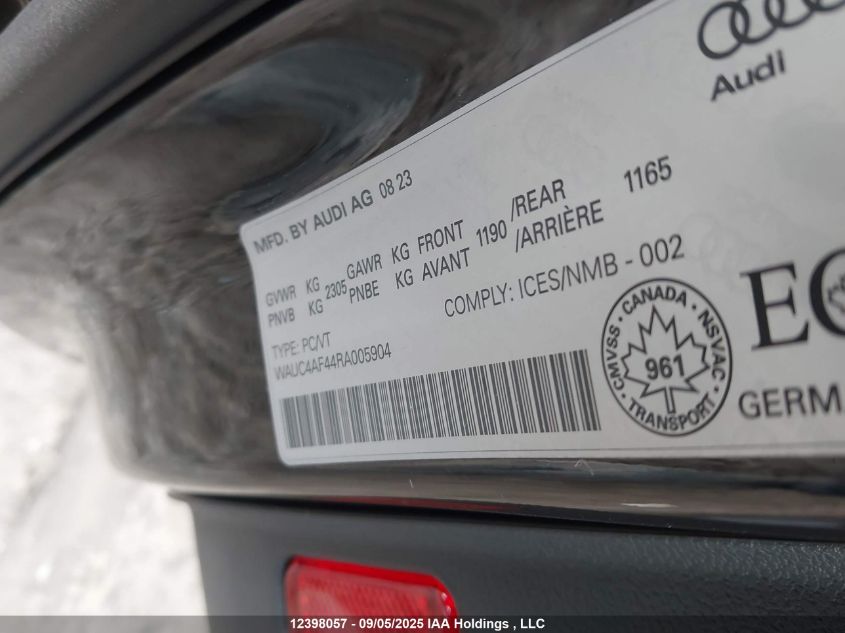 Audi
MFD. BY AUDI AG 08 23
GVWR KG 2305 GAWR KG FRONT 1190 /REAR 1165
PNVB KG PNBE KG AVANT /ARRIÈRE
COMPLY: ICES/NMB - 002
TYPE: PC/VT
WAUC4AF44RA005904
CMVSS • CANADA • NSVAC • TRANSPORT •
961
GERM
12398057 - 09/05/2025 IAA Holdings , LLC